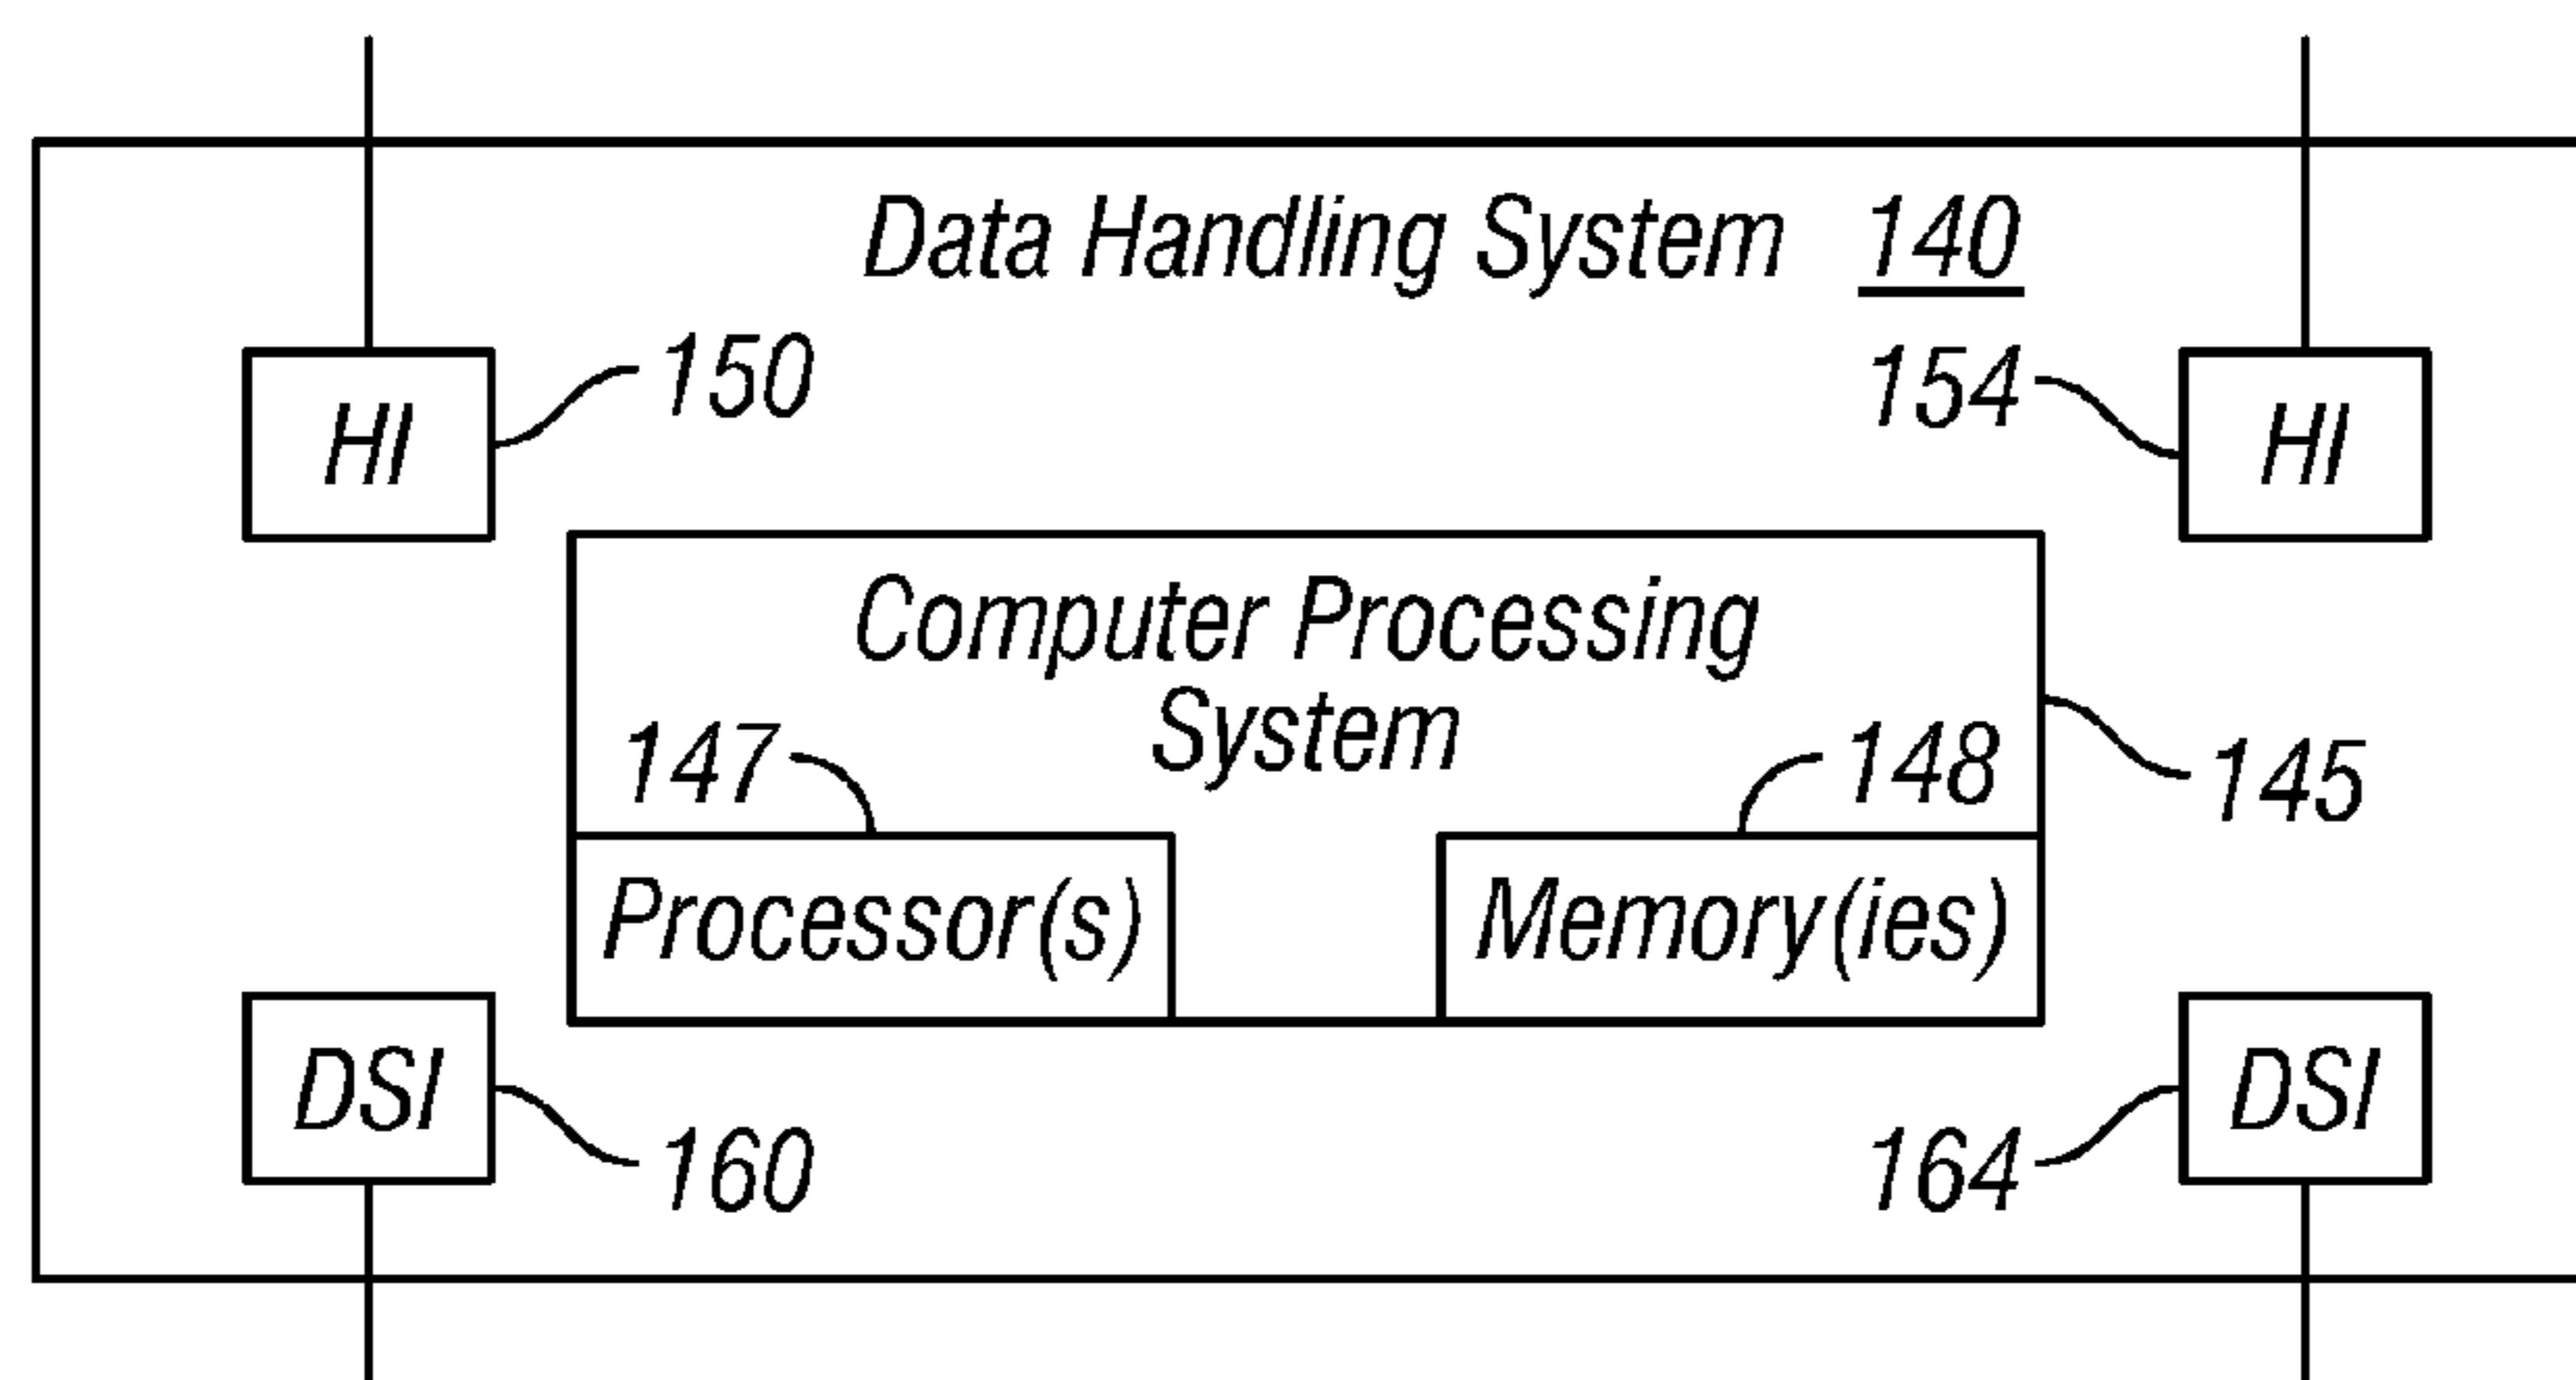 Data Handling System 140
150
154
HI
HI
Computer Processing
System
147
148
145
Processor(s)
Memory(ies)
DSI
DSI
160
164